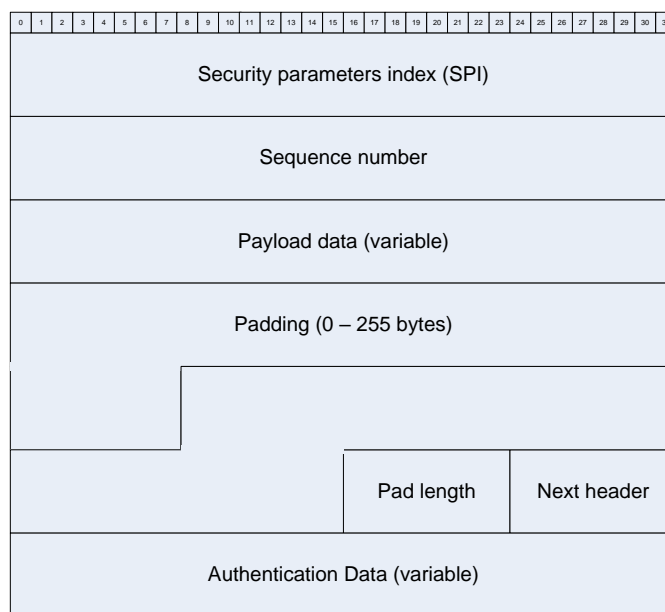 0 1 2 3 4 5 6 7 8 9 10 11 12 13 14 15 16 17 18 19 20 21 22 23 24 25 26 27 28 29 30
Security parameters index (SPI)
Sequence number
Payload data (variable)
Padding (0 – 255 bytes)
Pad length Next header
Authentication Data (variable)